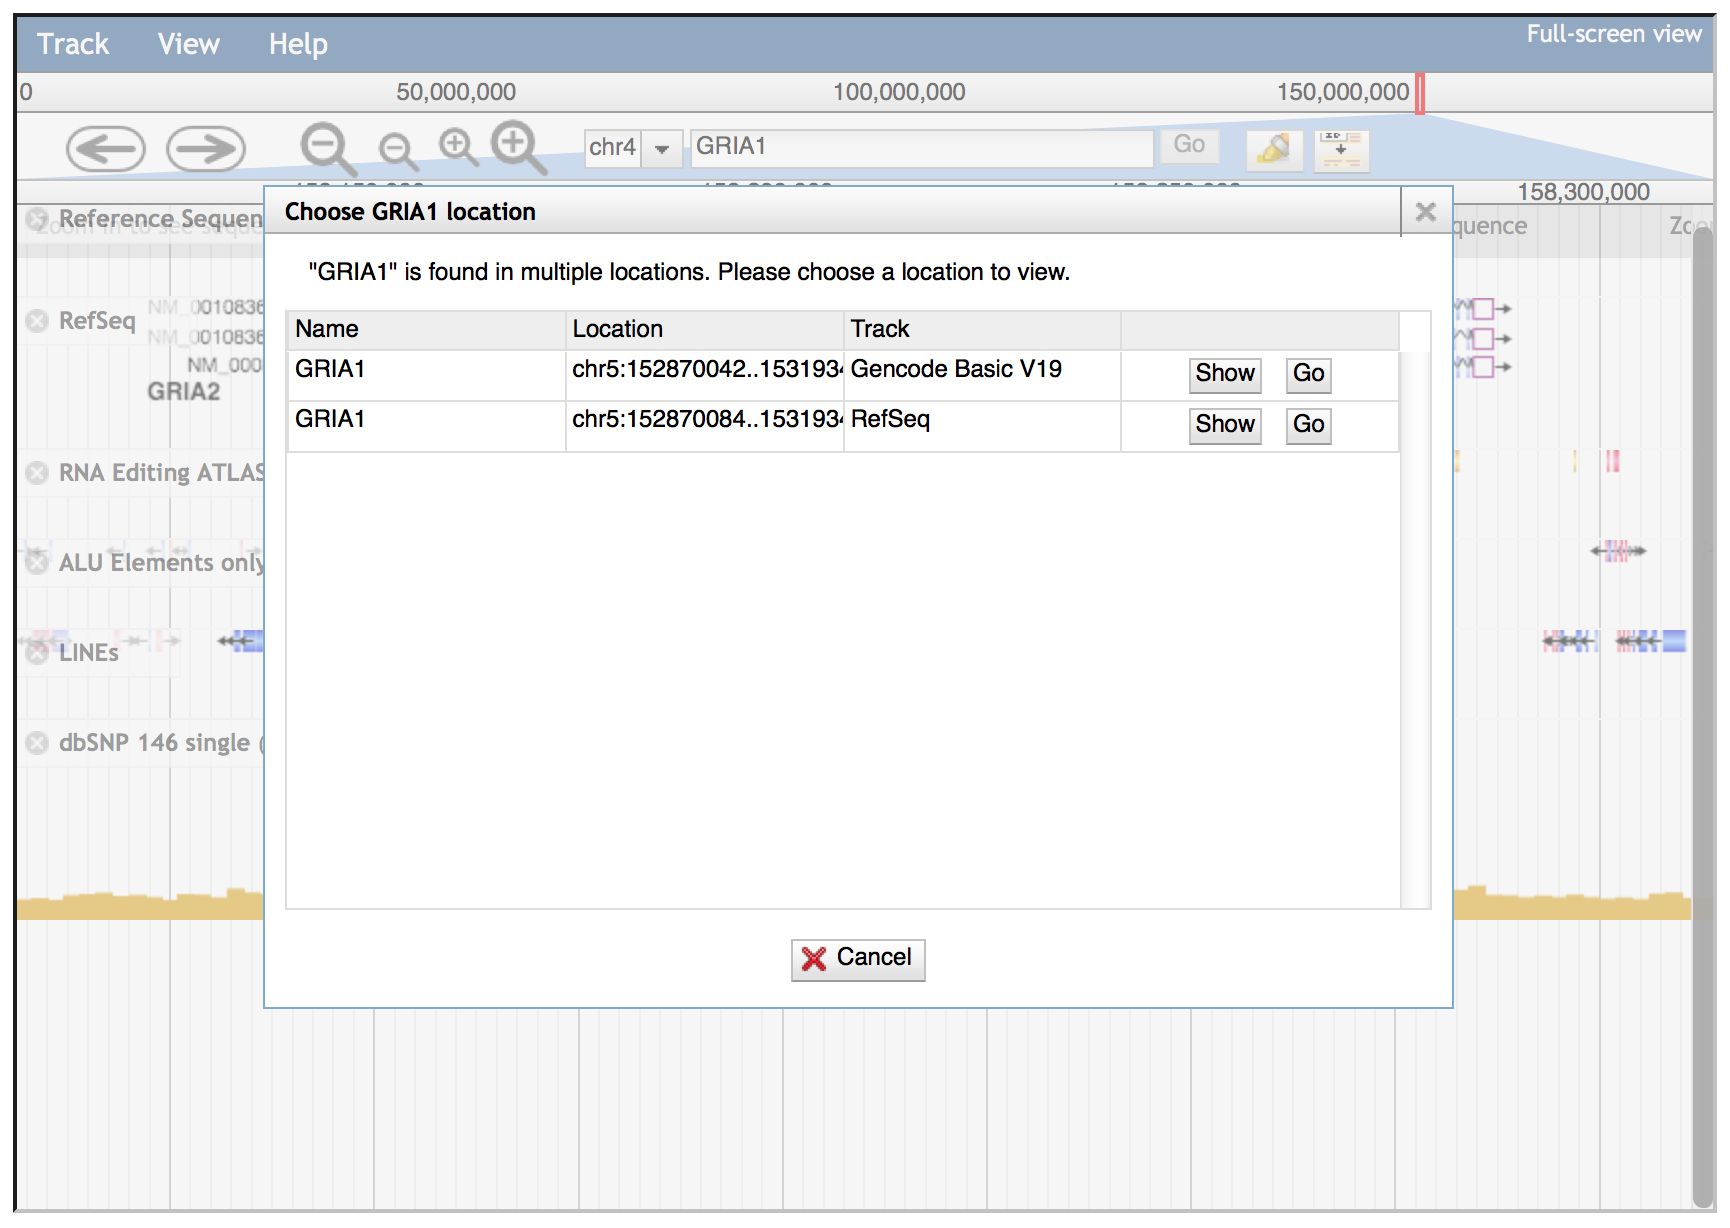 Track View Help Full-screen view
0 50,000,000 100,000,000 150,000,000
chr4 GRIA1 Go
158,300,000
Choose GRIA1 location
"GRIA1" is found in multiple locations. Please choose a location to view.
Name Location Track
GRIA1 chr5:152870042..1531934 Gencode Basic V19 Show Go
GRIA1 chr5:152870084..1531934 RefSeq Show Go
Cancel
Reference Sequen
quence Zoo
NM_0010836
RefSeq
NM_0010836
NM_000
GRIA2
RNA Editing ATLAS
ALU Elements only
LINEs
dbSNP 146 single (